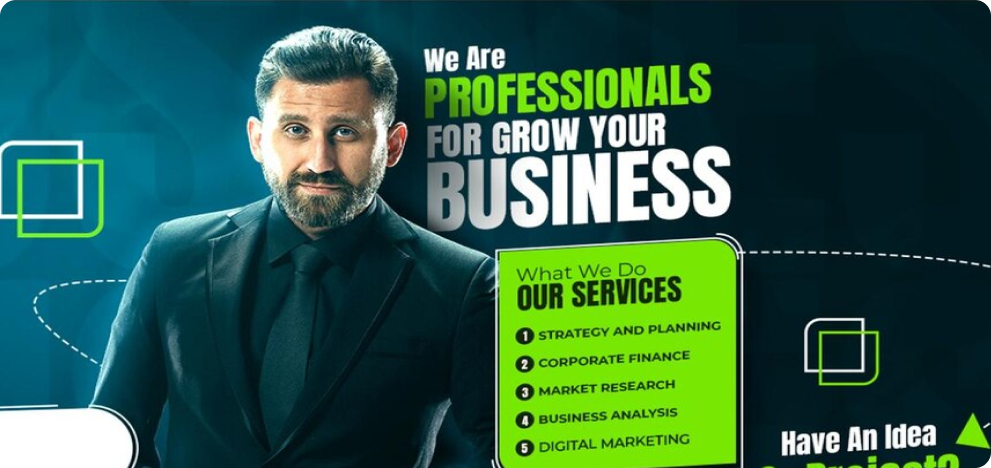 We Are
PROFESSIONALS
FOR GROW YOUR
BUSINESS
What We Do
OUR SERVICES
1 STRATEGY AND PLANNING
2 CORPORATE FINANCE
3 MARKET RESEARCH
4 BUSINESS ANALYSIS
5 DIGITAL MARKETING
Have An Idea